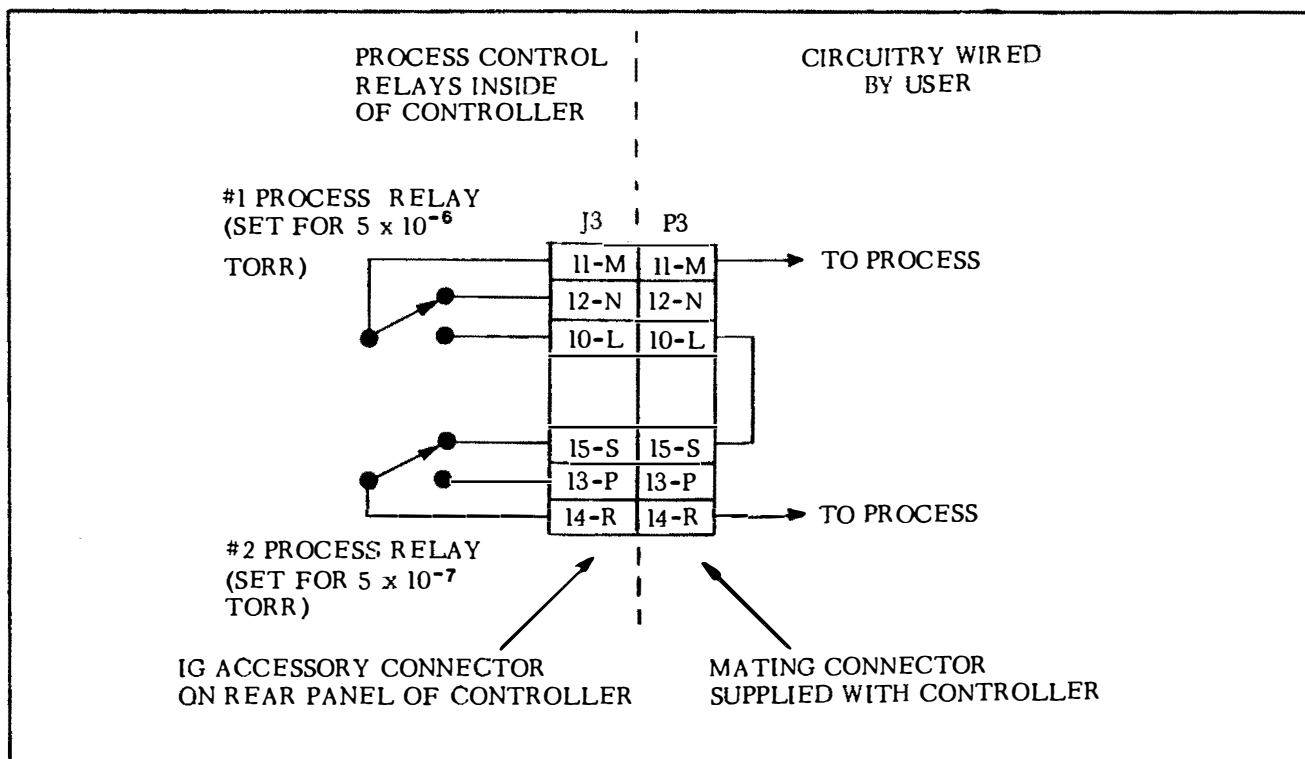 PROCESS CONTROL
RELAYS INSIDE
OF CONTROLLER
CIRCUITRY WIRED
BY USER
#1 PROCESS RELAY
(SET FOR 5 x 10⁻⁶
TORR)
J3 P3
11-M 11-M TO PROCESS
12-N 12-N
10-L 10-L
15-S 15-S
13-P 13-P
14-R 14-R TO PROCESS
#2 PROCESS RELAY
(SET FOR 5 x 10⁻⁷
TORR)
IG ACCESSORY CONNECTOR
ON REAR PANEL OF CONTROLLER
MATING CONNECTOR
SUPPLIED WITH CONTROLLER